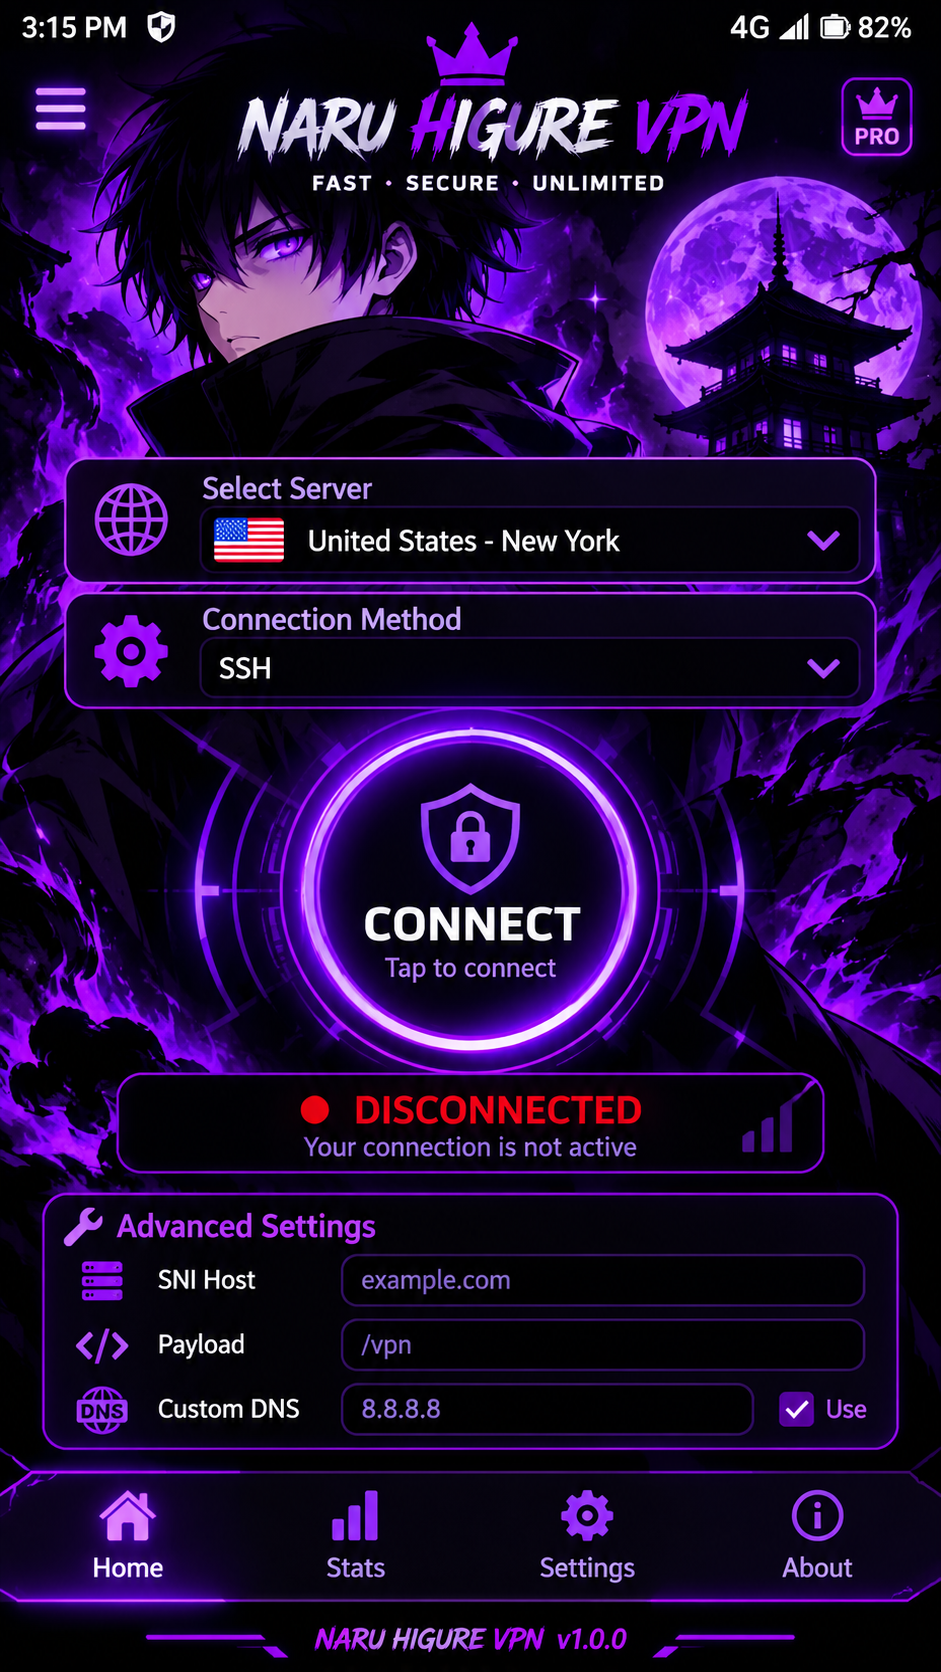 3:15 PM 4G 82%
NARU HIGURE VPN
PRO
FAST • SECURE • UNLIMITED
Select Server
United States - New York
Connection Method
SSH
CONNECT
Tap to connect
DISCONNECTED
Your connection is not active
Advanced Settings
SNI Host example.com
Payload /vpn
DNS Custom DNS 8.8.8.8 Use
Home Stats Settings About
NARU HIGURE VPN v1.0.0